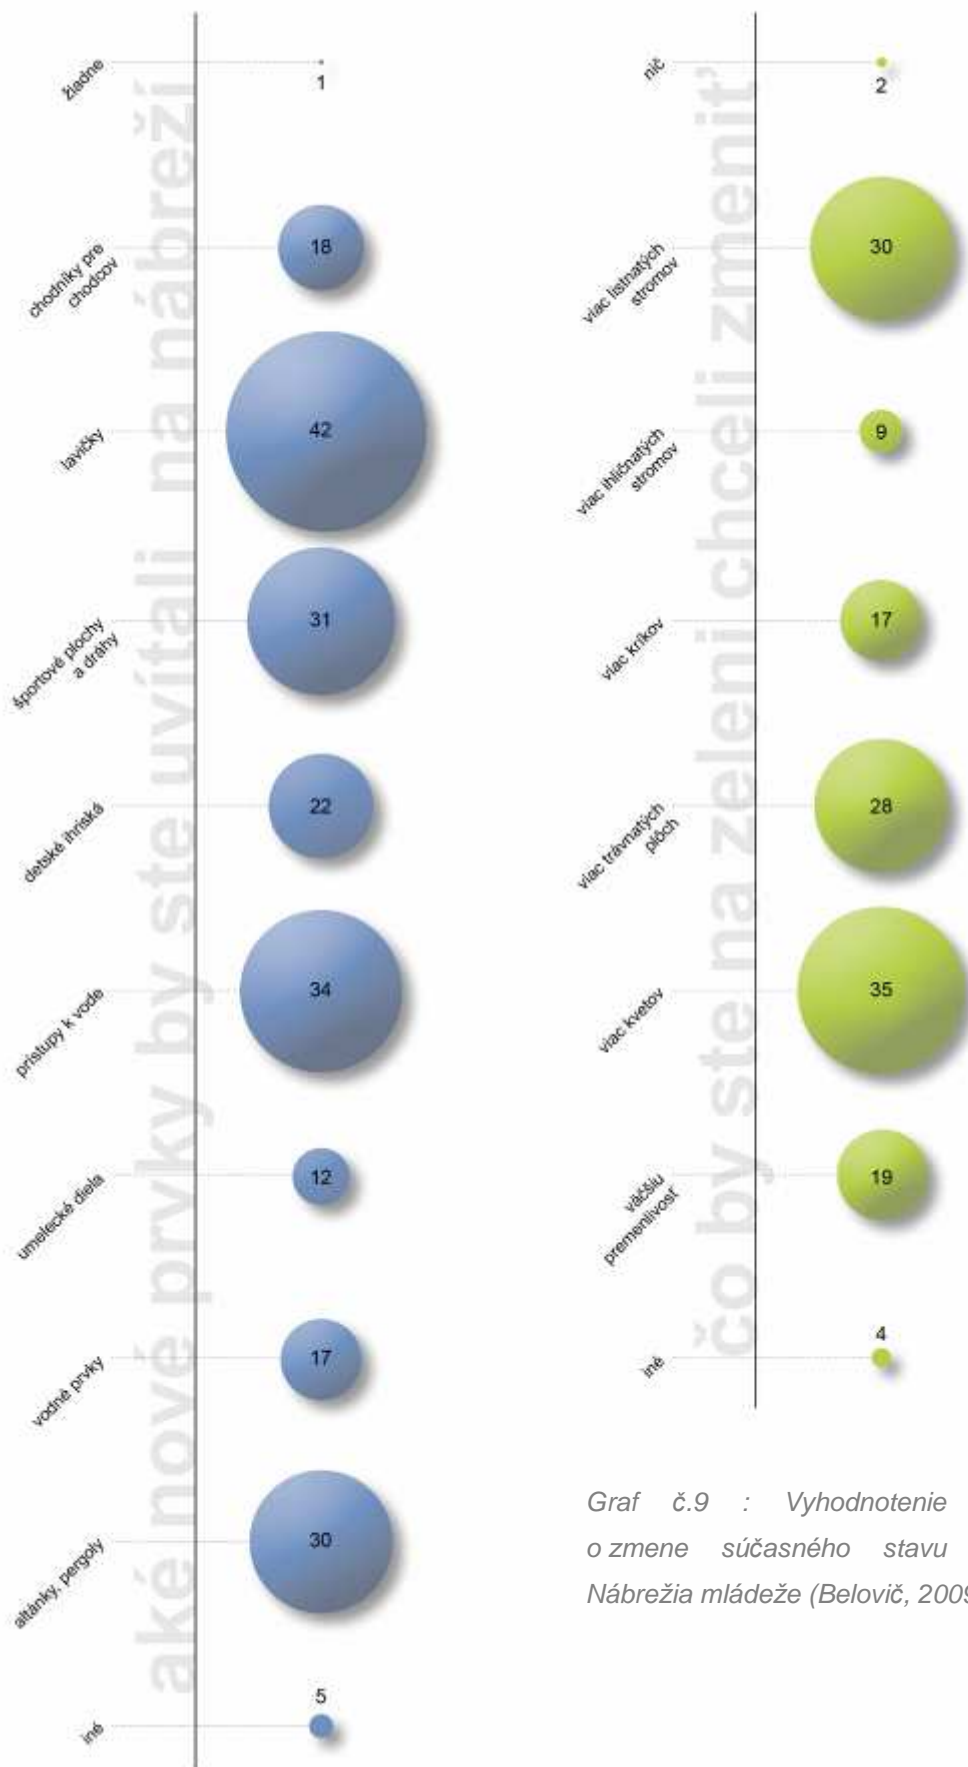 aké nové prvky by ste uvítali na nábreží
žiadne
1
chodníky pre
chodcov
18
lavičky
42
športové plochy
a dráhy
31
detské ihriská
22
prístupy k vode
34
umelecké diela
12
vodné prvky
17
altánky, pergoly
30
iné
5
čo by ste na zeleni chceli zmeniť
nič
2
viac listnatých
stromov
30
viac ihličnatých
stromov
9
viac kríkov
17
viac trávnatých
plôch
28
viac kvetov
35
väčšiu
premenlivosť
19
iné
4
Graf č.9 : Vyhodnotenie
o zmene súčasného stavu
Nábrežia mládeže (Belovič, 2009